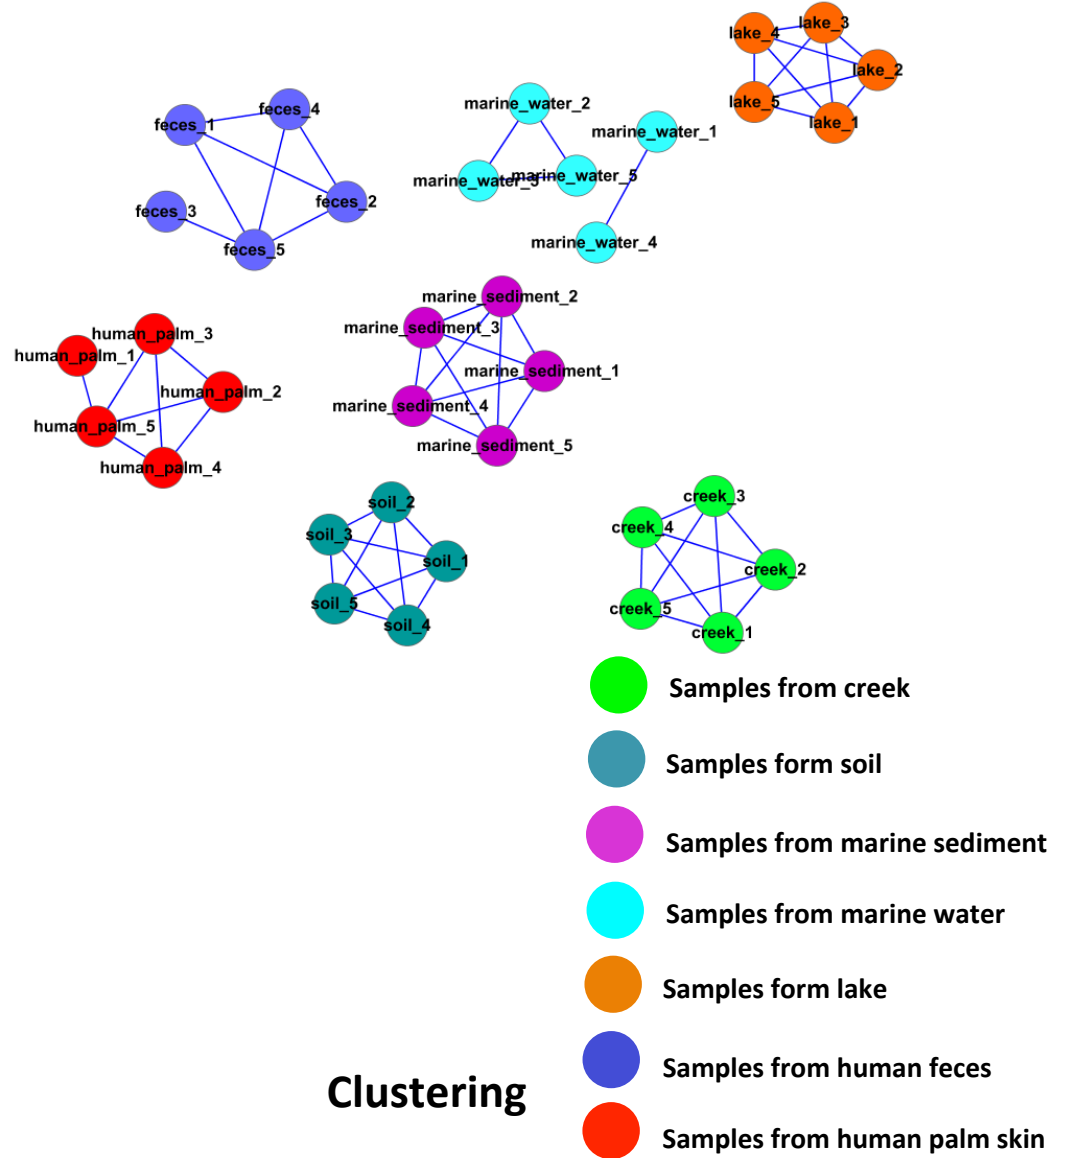 lake_3
lake_4
lake_2
lake_5
lake_1
marine_water_2
feces_4
feces_1
marine_water_1
marine_water_3
marine_water_5
feces_2
feces_3
feces_5
marine_water_4
marine_sediment_2
marine_sediment_3
human_palm_3
human_palm_1
marine_sediment_1
human_palm_2
marine_sediment_4
human_palm_5
marine_sediment_5
human_palm_4
soil_2
creek_3
creek_4
soil_3
soil_1
creek_2
soil_5
creek_5
soil_4
creek_1
Samples from creek
Samples form soil
Samples from marine sediment
Samples from marine water
Samples form lake
Samples from human feces
Clustering
Samples from human palm skin